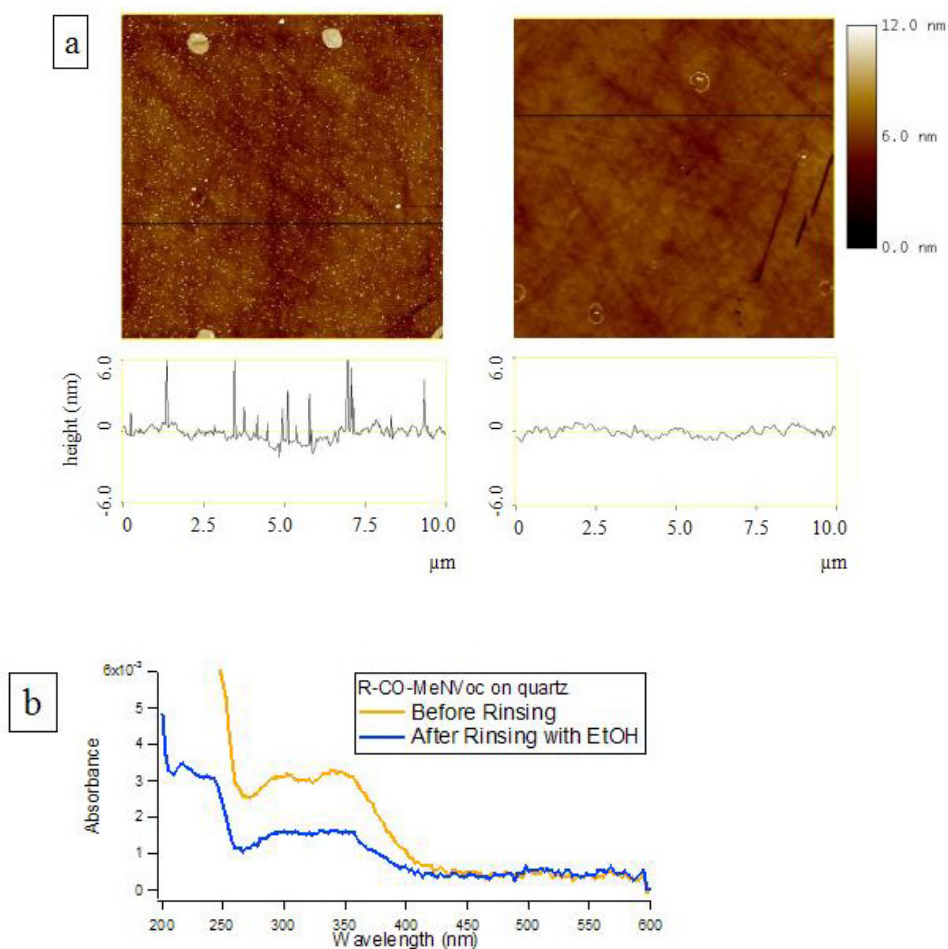 a
12.0 nm
6.0 nm
0.0 nm
height (nm)
6.0
0
-6.0
0 2.5 5.0 7.5 10.0
µm
6.0
0
-6.0
0 2.5 5.0 7.5 10.0
µm
b
6x10⁻³
5
4
3
2
1
0
Absorbance
R-CO-MeNVoc on quartz
Before Rinsing
After Rinsing with EtOH
200 250 300 350 400 450 500 550 600
Wavelength (nm)